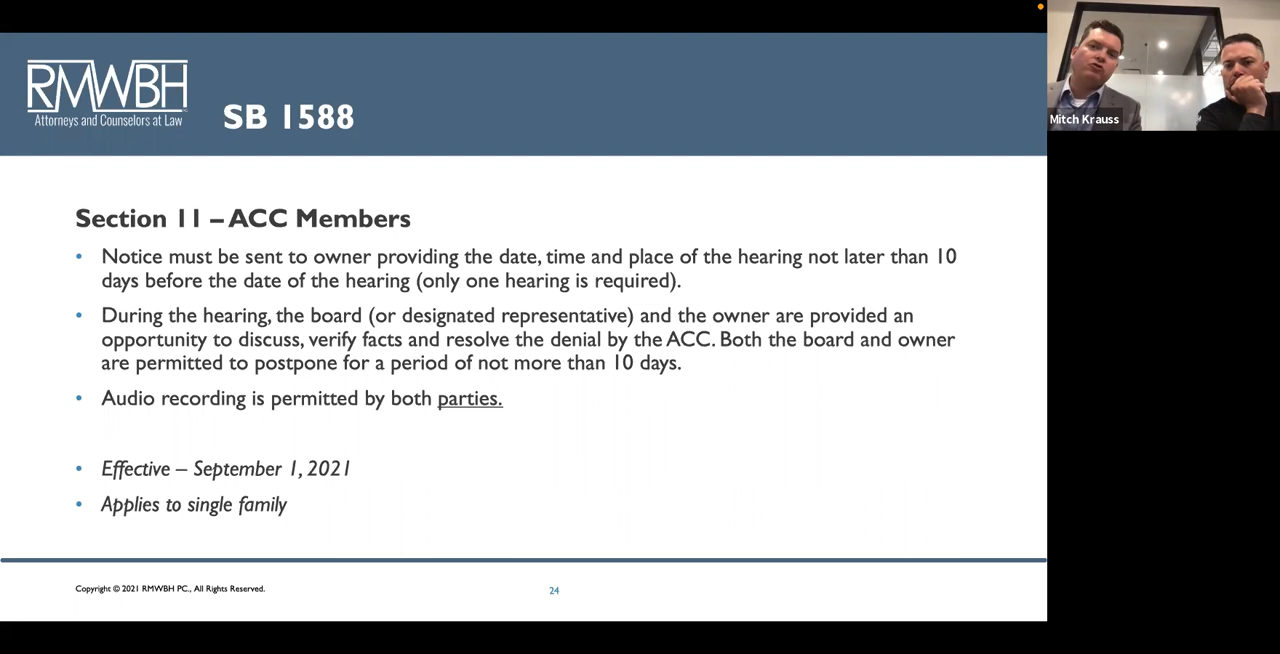 RMWBH
Attorneys and Counselors at Law
SB 1588
Mitch Krauss
Section 11 – ACC Members
• Notice must be sent to owner providing the date, time and place of the hearing not later than 10
days before the date of the hearing (only one hearing is required).
• During the hearing, the board (or designated representative) and the owner are provided an
opportunity to discuss, verify facts and resolve the denial by the ACC. Both the board and owner
are permitted to postpone for a period of not more than 10 days.
• Audio recording is permitted by both parties.
• Effective – September 1, 2021
• Applies to single family
Copyright © 2021 RMWBH PC., All Rights Reserved.
24